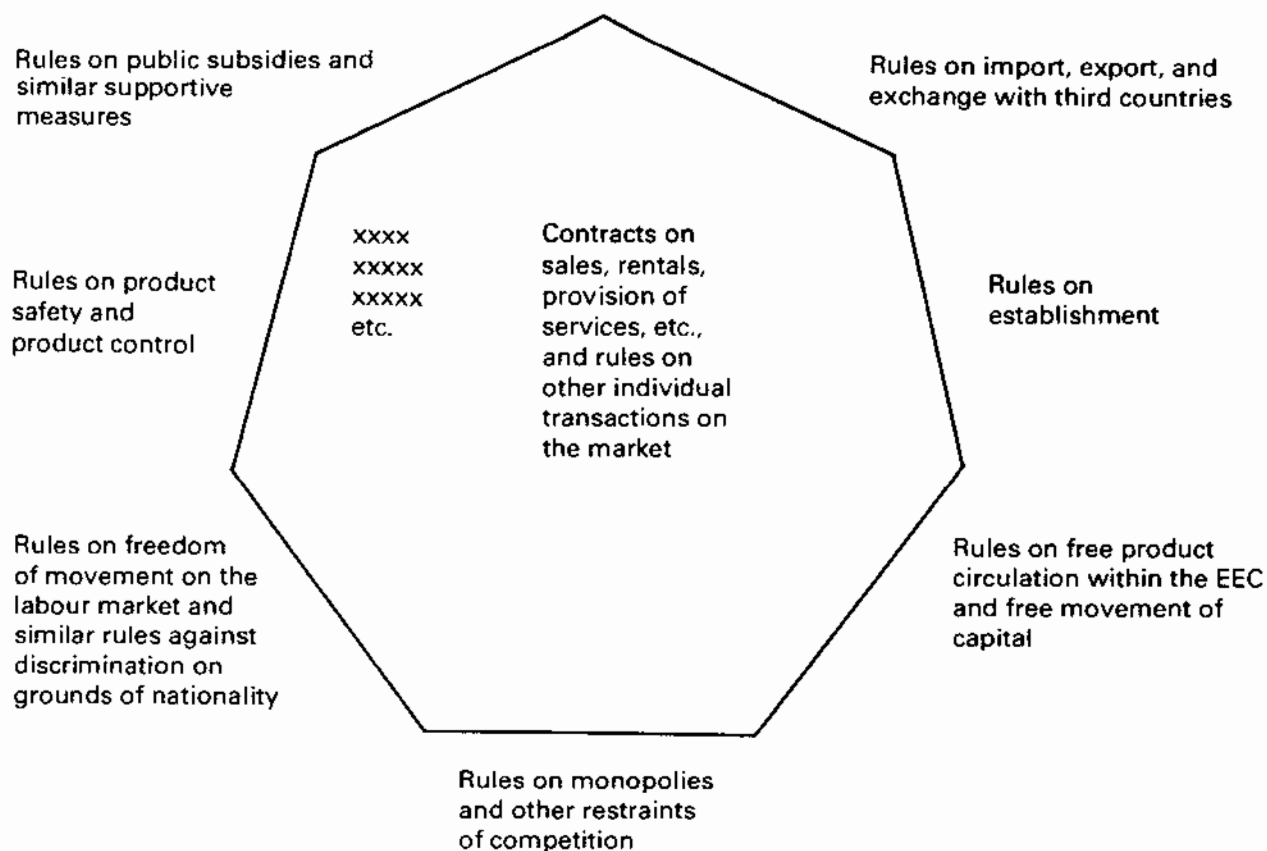 Rules on public subsidies and
similar supportive
measures
Rules on import, export, and
exchange with third countries
xxxx
xxxxx
xxxxx
etc.
Contracts on
sales, rentals,
provision of
services, etc.,
and rules on
other individual
transactions on
the market
Rules on product
safety and
product control
Rules on
establishment
Rules on freedom
of movement on the
labour market and
similar rules against
discrimination on
grounds of nationality
Rules on free product
circulation within the EEC
and free movement of
capital
Rules on monopolies
and other restraints
of competition